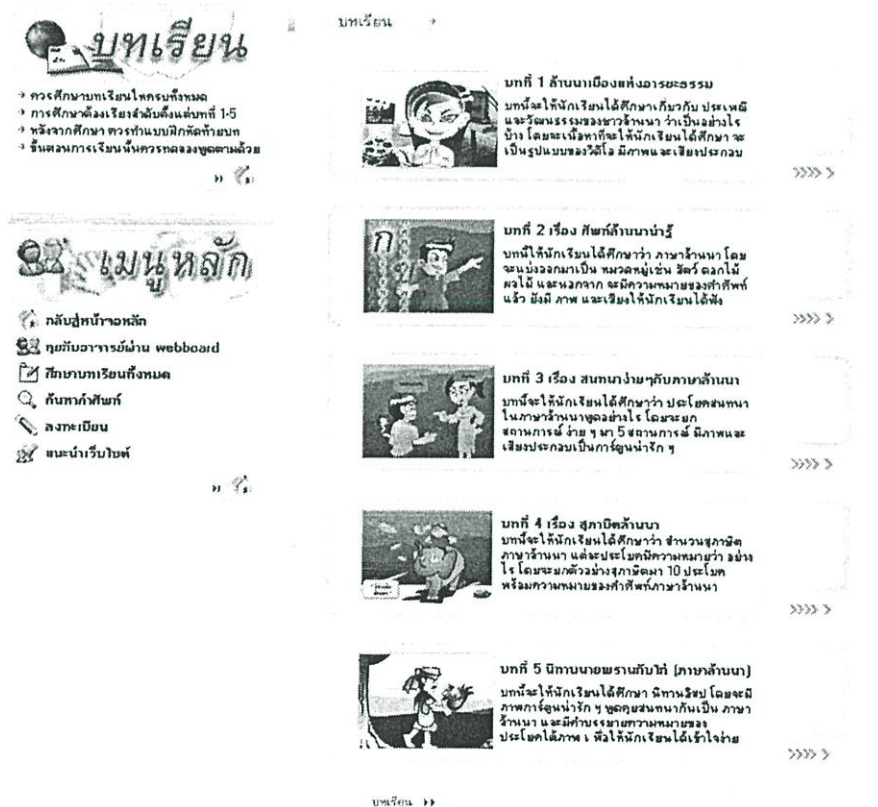 บทเรียน
ควรศึกษาบทเรียนให้ครบทั้งหมด
การศึกษาต้องเรียงลำดับตั้งแต่บทที่ 1-5
หลังจากศึกษา ควรทำแบบฝึกหัดท้ายบท
ขั้นตอนการเรียนนั้นควรทดลองพูดตามด้วย
เมนูหลัก
กลับสู่หน้าจอหลัก
คุยกับอาจารย์ผ่าน webboard
ศึกษาบทเรียนทั้งหมด
ค้นหาคำศัพท์
ลงทะเบียน
แนะนำเว็บไซต์
บทเรียน
บทที่ 1 ล้านนาเมืองแห่งอารยะธรรม
บทนี้จะให้นักเรียนได้ศึกษาเกี่ยวกับ ประเพณี
และวัฒนธรรมของชาวล้านนา ว่าเป็นอย่างไร
บ้าง โดยจะเนื้อหาที่จะให้นักเรียนได้ศึกษา จะ
เป็นรูปแบบของวิดีโอ มีภาพและเสียงประกอบ
บทที่ 2 เรื่อง ศัพท์ล้านนาน่ารู้
บทนี้ให้นักเรียนได้ศึกษาว่า ภาษาล้านนา โดย
จะแบ่งออกมาเป็น หมวดหมู่เช่น สัตว์ ดอกไม้
ผลไม้ และนอกจาก จะมีความหมายของคำศัพท์
แล้ว ยังมี ภาพ และเสียงให้นักเรียนได้ฟัง
บทที่ 3 เรื่อง สนทนาง่ายๆกับภาษาล้านนา
บทนี้จะให้นักเรียนได้ศึกษาว่า ประโยคสนทนา
ในภาษาล้านนาพูดอย่างไร โดยจะยก
สถานการณ์ ง่าย ๆ มา 5 สถานการณ์ มีภาพและ
เสียงประกอบเป็นการ์ตูนน่ารัก ๆ
บทที่ 4 เรื่อง สุภาษิตล้านนา
บทนี้จะให้นักเรียนได้ศึกษาว่า สำนวนสุภาษิต
ภาษาล้านนา แต่ละประโยคมีความหมายว่า อย่าง
ไร โดยจะยกตัวอย่างสุภาษิตมา 10 ประโยค
พร้อมความหมายของคำศัพท์ภาษาล้านนา
บทที่ 5 นิทานนายพรานกับไก่ (ภาษาล้านนา)
บทนี้จะให้นักเรียนได้ศึกษา นิทานอีสป โดยจะมี
ภาพการ์ตูนน่ารัก ๆ พูดคุยสนทนากันเป็น ภาษา
ล้านนา และมีคำบรรยายความหมายของ
ประโยคใต้ภาพ เ พื่อให้นักเรียนได้เข้าใจง่าย
บทเรียน